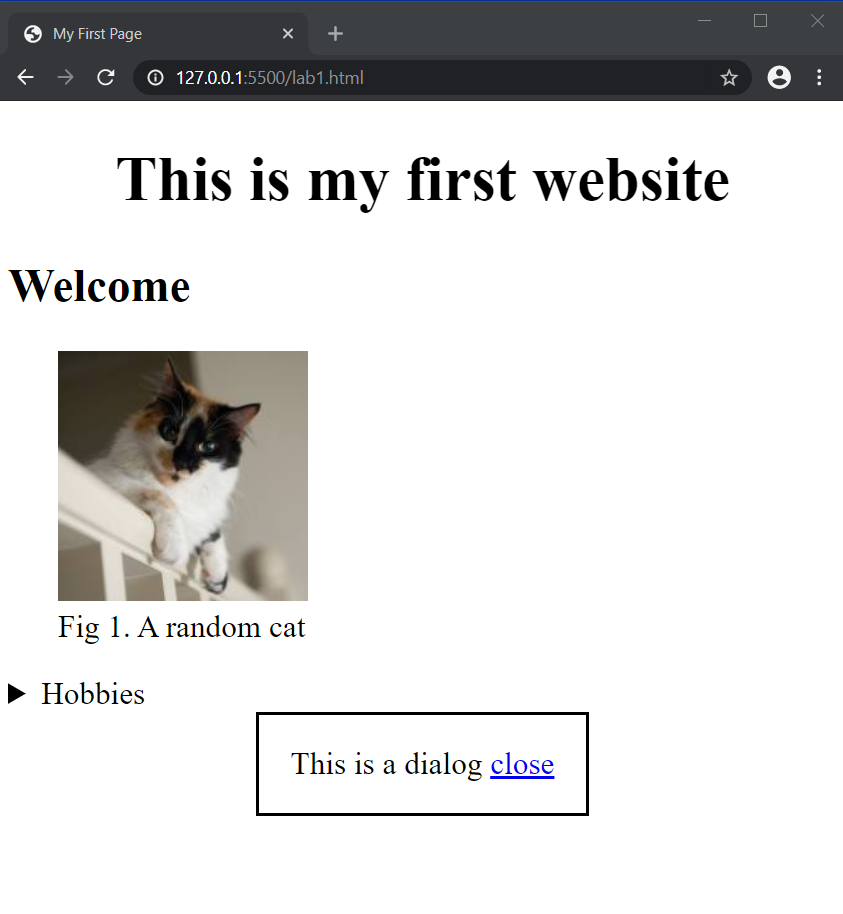 My First Page
127.0.0.1:5500/lab1.html
This is my first website
Welcome
Fig 1. A random cat
Hobbies
This is a dialog close